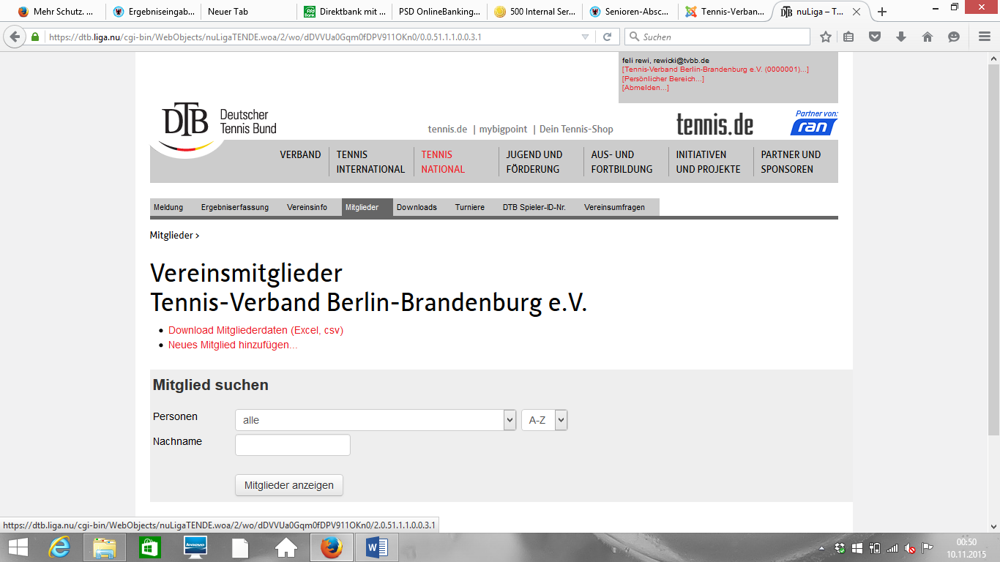 Mehr Schutz. ...
Ergebniseingab...
Neuer Tab
Direktbank mit ...
PSD OnlineBanking...
500 Internal Ser...
Senioren-Absc...
Tennis-Verban...
nuLiga – T...
https://dtb.liga.nu/cgi-bin/WebObjects/nuLigaTENDE.woa/2/wo/dDVVUa0Gqm0fDPV911OKn0/0.0.51.1.1.0.0.3.1
Suchen
feli rewi, rewicki@tvbb.de
[Tennis-Verband Berlin-Brandenburg e.V. (0000001)...]
[Persönlicher Bereich...]
[Abmelden...]
DTB Deutscher Tennis Bund
tennis.de | mybigpoint | Dein Tennis-Shop
tennis.de
Partner von:
ran
VERBAND
TENNIS INTERNATIONAL
TENNIS NATIONAL
JUGEND UND FÖRDERUNG
AUS- UND FORTBILDUNG
INITIATIVEN UND PROJEKTE
PARTNER UND SPONSOREN
Meldung Ergebniserfassung Vereinsinfo Mitglieder Downloads Turniere DTB Spieler-ID-Nr. Vereinsumfragen
Mitglieder >
Vereinsmitglieder
Tennis-Verband Berlin-Brandenburg e.V.
Download Mitgliederdaten (Excel, csv)
Neues Mitglied hinzufügen...
Mitglied suchen
Personen alle A-Z
Nachname
Mitglieder anzeigen
https://dtb.liga.nu/cgi-bin/WebObjects/nuLigaTENDE.woa/2/wo/dDVVUa0Gqm0fDPV911OKn0/2.0.51.1.1.0.0.3.1
lenovo
00:50
10.11.2015